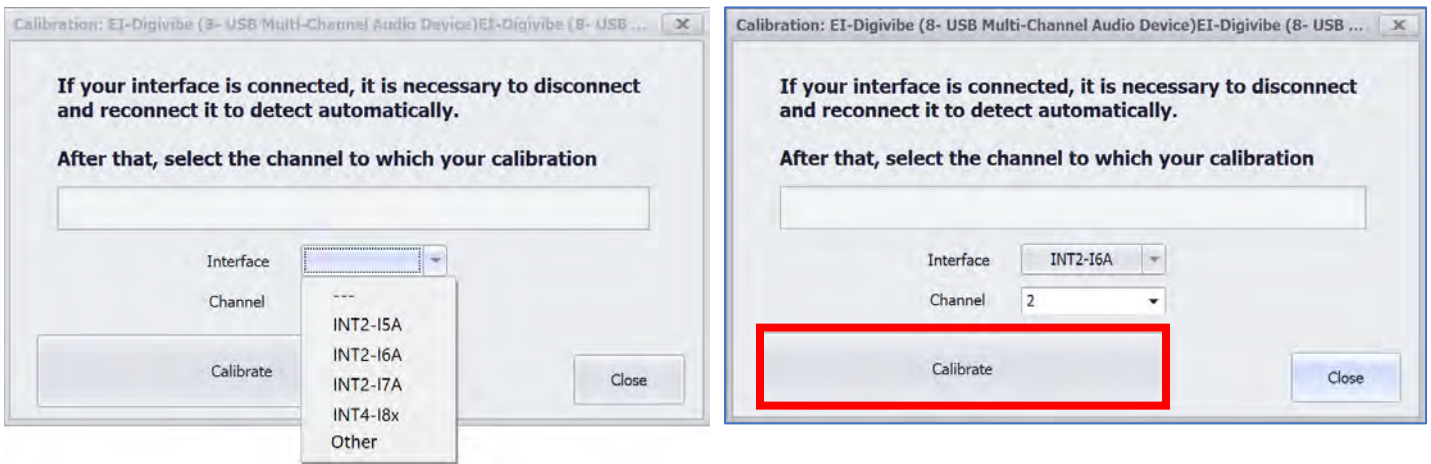 Calibration: EI-Digivibe (8- USB Multi-Channel Audio Device)EI-Digivibe (8- USB ...
If your interface is connected, it is necessary to disconnect
and reconnect it to detect automatically.
After that, select the channel to which your calibration
Interface
Channel
---
INT2-I5A
INT2-I6A
INT2-I7A
INT4-I8x
Other
Calibrate
Close
Calibration: EI-Digivibe (8- USB Multi-Channel Audio Device)EI-Digivibe (8- USB ...
If your interface is connected, it is necessary to disconnect
and reconnect it to detect automatically.
After that, select the channel to which your calibration
Interface INT2-I6A
Channel 2
Calibrate
Close